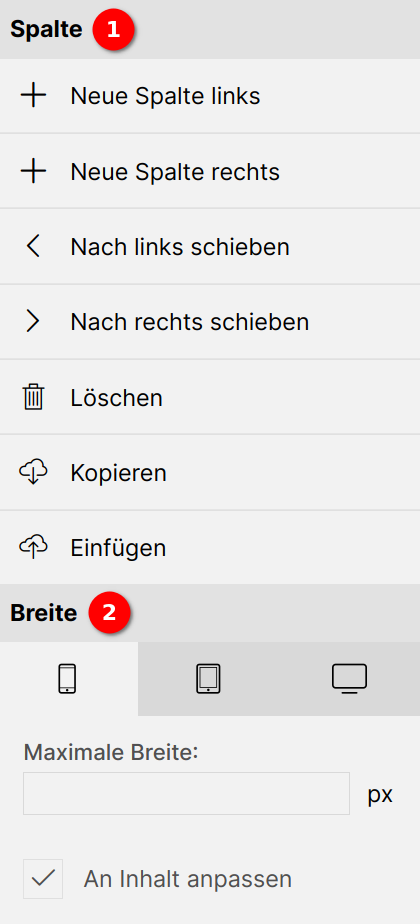 Spalte 1
Neue Spalte links
Neue Spalte rechts
Nach links schieben
Nach rechts schieben
Löschen
Kopieren
Einfügen
Breite 2
Maximale Breite:
px
An Inhalt anpassen